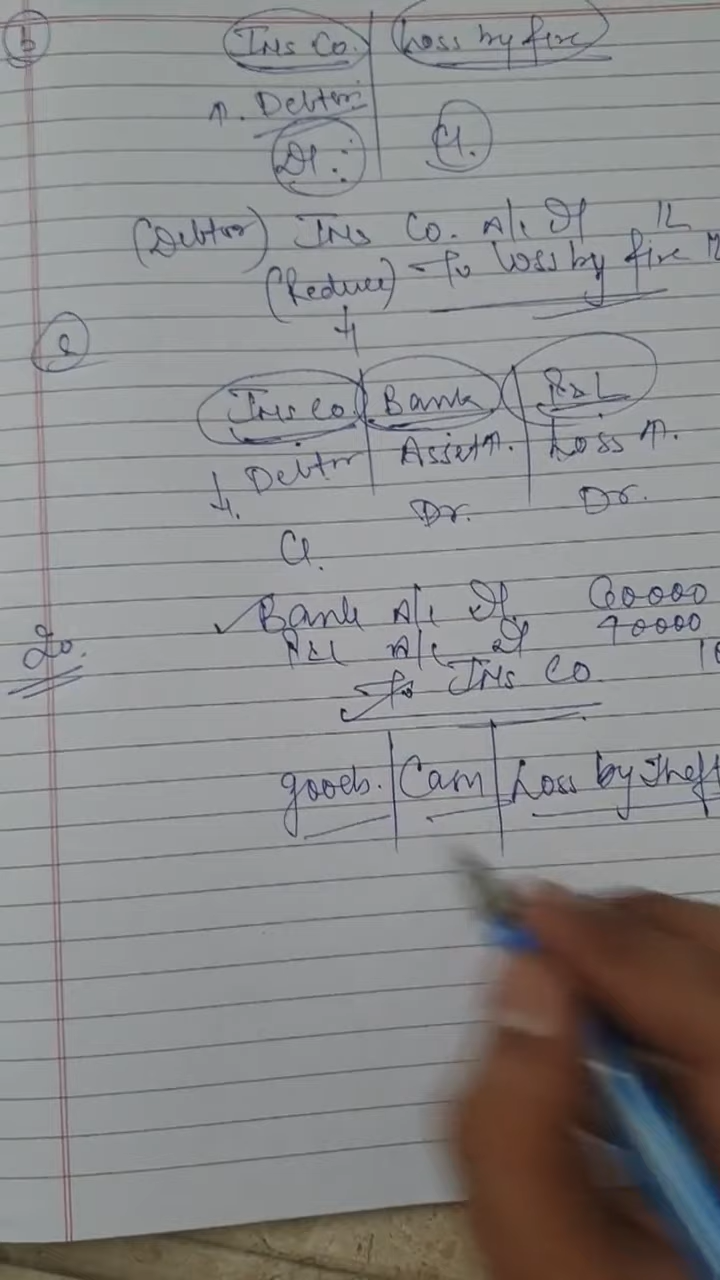 b Ins Co. | Loss by fire
↑. Debtor
Dr. Cr.
(Debtor) Ins Co. A/c Dr 1L
(Reduce) To Loss by fire 1L
↓
Ins Co. | Bank | P&L
↓. Debtor | Asset ↑. | Loss ↑.
Cr. Dr. Dr.
Bank A/c Dr 60000
P&L A/c Dr 40000
20. To Ins Co
goods. | Cash | Loss by Theft